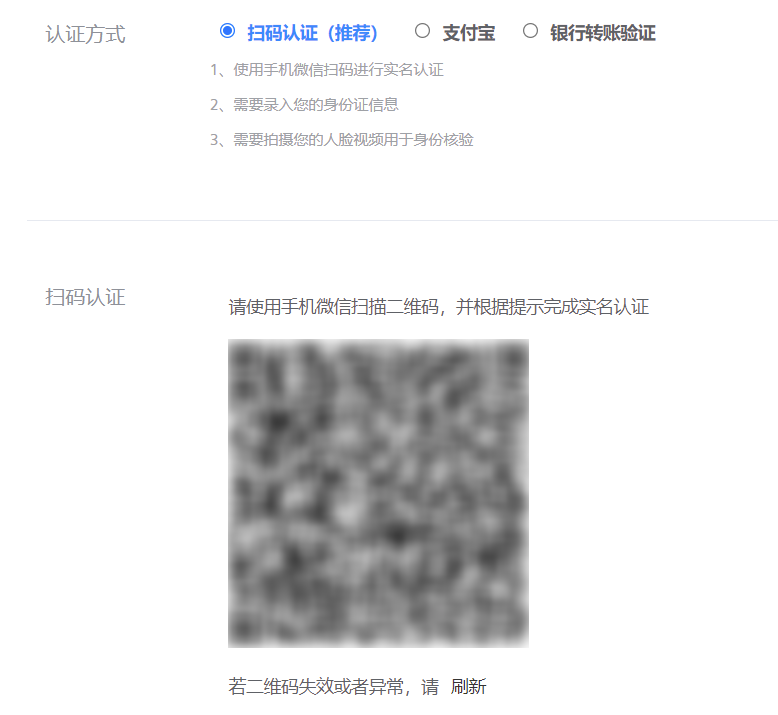 认证方式 扫码认证（推荐） 支付宝 银行转账验证
1、使用手机微信扫码进行实名认证
2、需要录入您的身份证信息
3、需要拍摄您的人脸视频用于身份核验
扫码认证
请使用手机微信扫描二维码，并根据提示完成实名认证
若二维码失效或者异常，请 刷新